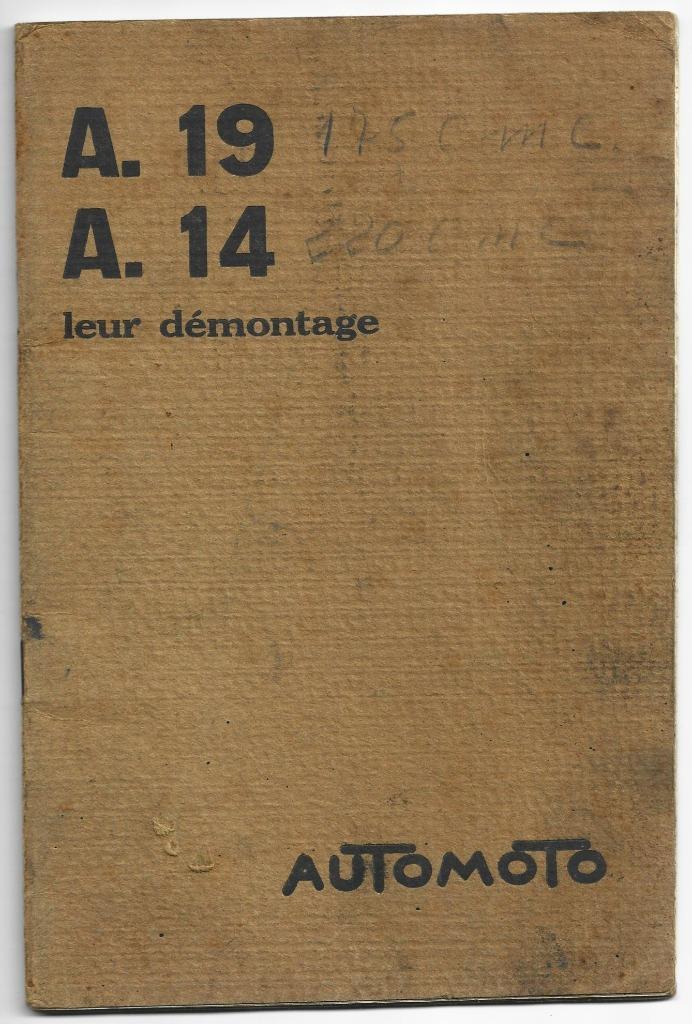 A. 19 175 cmc.
A. 14 220 cmc
leur démontage
AUTOMOTO